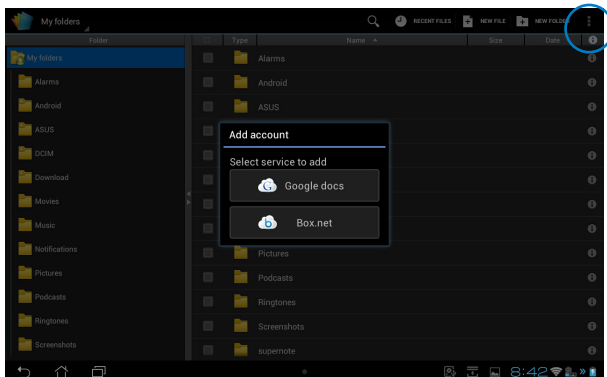 My folders
RECENT FILES
NEW FILE
NEW FOLDER
Folder
Type
Name
Size
Date
My folders
Alarms
Android
ASUS
DCIM
Download
Movies
Music
Notifications
Pictures
Podcasts
Ringtones
Screenshots
Alarms
Android
ASUS
Pictures
Podcasts
Ringtones
Screenshots
supernote
Add account
Select service to add
Google docs
Box.net
8:42